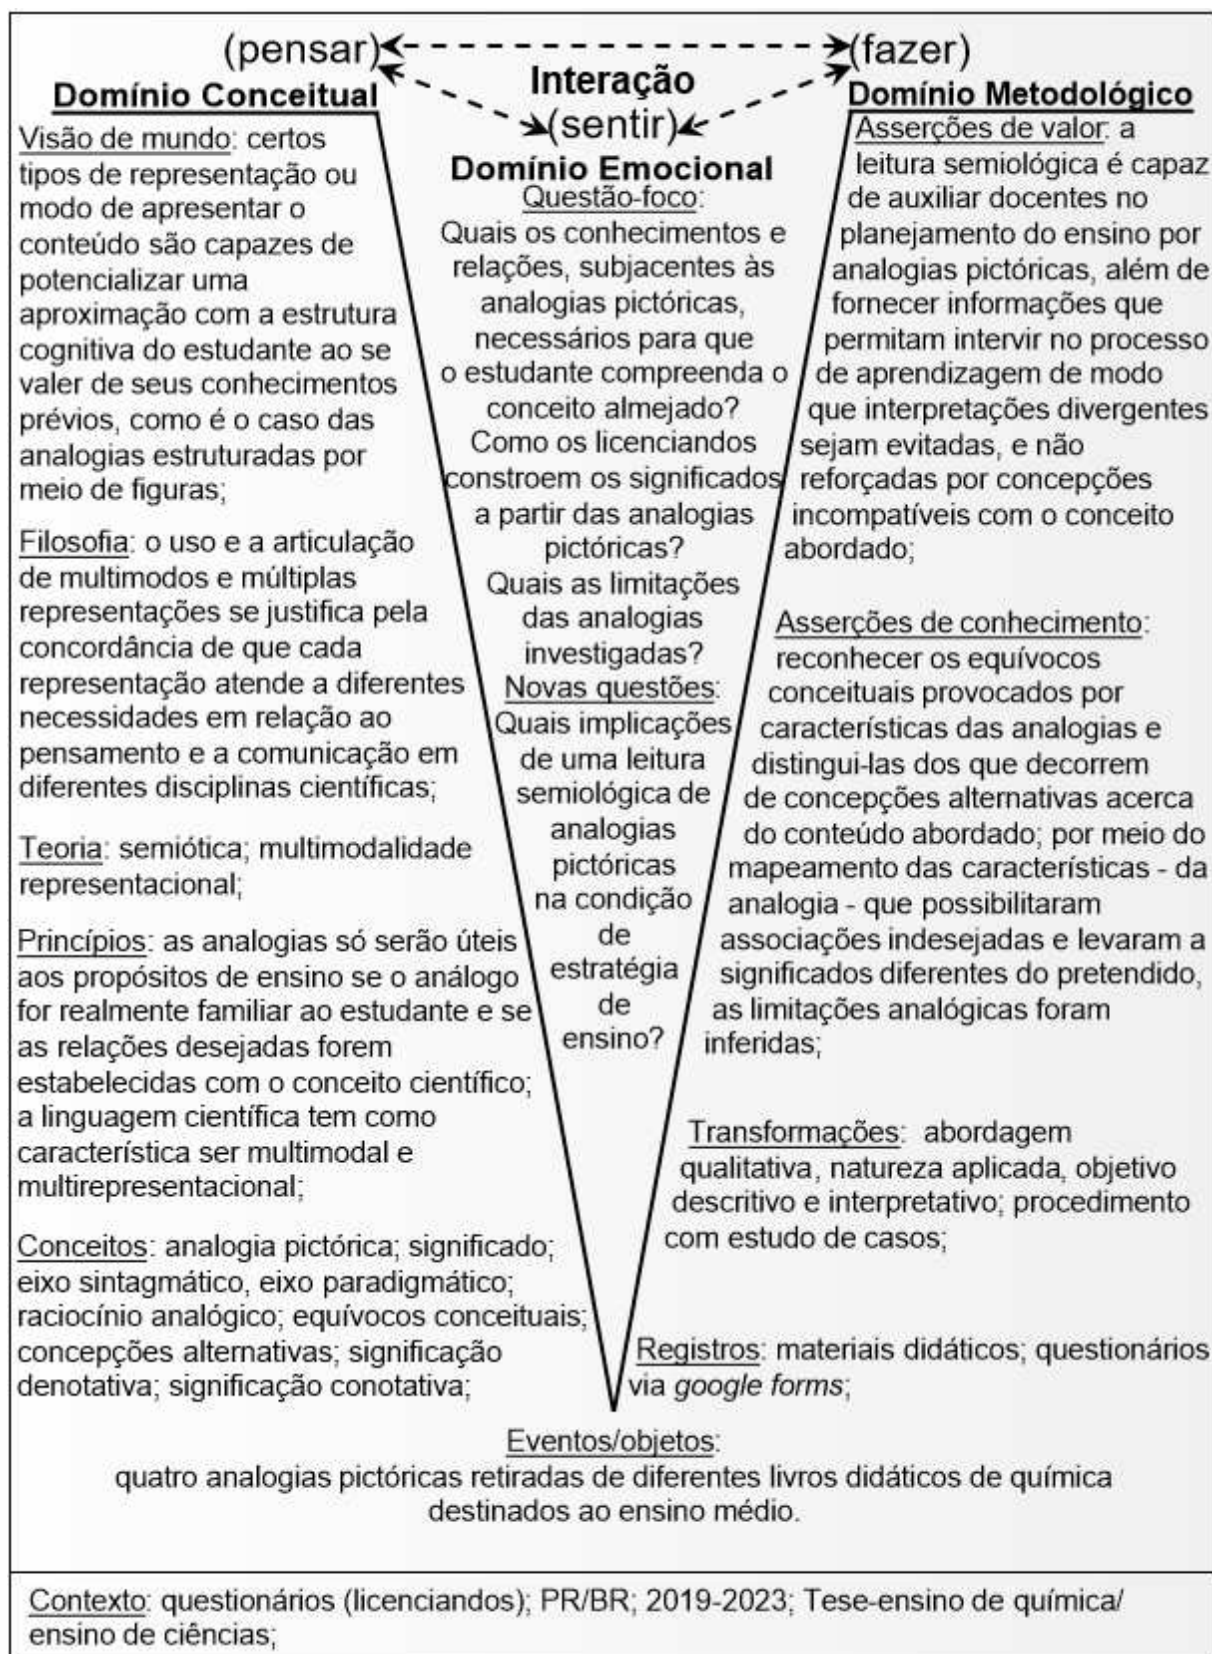 (pensar)
Domínio Conceitual
Visão de mundo: certos
tipos de representação ou
modo de apresentar o
conteúdo são capazes de
potencializar uma
aproximação com a estrutura
cognitiva do estudante ao se
valer de seus conhecimentos
prévios, como é o caso das
analogias estruturadas por
meio de figuras;
Filosofia: o uso e a articulação
de multimodos e múltiplas
representações se justifica pela
concordância de que cada
representação atende a diferentes
necessidades em relação ao
pensamento e a comunicação em
diferentes disciplinas científicas;
Teoria: semiótica; multimodalidade
representacional;
Princípios: as analogias só serão úteis
aos propósitos de ensino se o análogo
for realmente familiar ao estudante e se
as relações desejadas forem
estabelecidas com o conceito científico;
a linguagem científica tem como
característica ser multimodal e
multirepresentacional;
Conceitos: analogia pictórica; significado;
eixo sintagmático, eixo paradigmático;
raciocínio analógico; equívocos conceituais;
concepções alternativas; significação
denotativa; significação conotativa;
Interação
(sentir)
Domínio Emocional
Questão-foco:
Quais os conhecimentos e
relações, subjacentes às
analogias pictóricas,
necessários para que
o estudante compreenda o
conceito almejado?
Como os licenciandos
constroem os significados
a partir das analogias
pictóricas?
Quais as limitações
das analogias
investigadas?
Novas questões:
Quais implicações
de uma leitura
semiológica de
analogias
pictóricas
na condição
de
estratégia
de
ensino?
(fazer)
Domínio Metodológico
Asserções de valor: a
leitura semiológica é capaz
de auxiliar docentes no
planejamento do ensino por
analogias pictóricas, além de
fornecer informações que
permitam intervir no processo
de aprendizagem de modo
que interpretações divergentes
sejam evitadas, e não
reforçadas por concepções
incompatíveis com o conceito
abordado;
Asserções de conhecimento:
reconhecer os equívocos
conceituais provocados por
características das analogias e
distingui-las dos que decorrem
de concepções alternativas acerca
do conteúdo abordado; por meio do
mapeamento das características - da
analogia - que possibilitaram
associações indesejadas e levaram a
significados diferentes do pretendido,
as limitações analógicas foram
inferidas;
Transformações: abordagem
qualitativa, natureza aplicada, objetivo
descritivo e interpretativo; procedimento
com estudo de casos;
Registros: materiais didáticos; questionários
via google forms;
Eventos/objetos:
quatro analogias pictóricas retiradas de diferentes livros didáticos de química
destinados ao ensino médio.
Contexto: questionários (licenciandos); PR/BR; 2019-2023; Tese-ensino de química/
ensino de ciências;